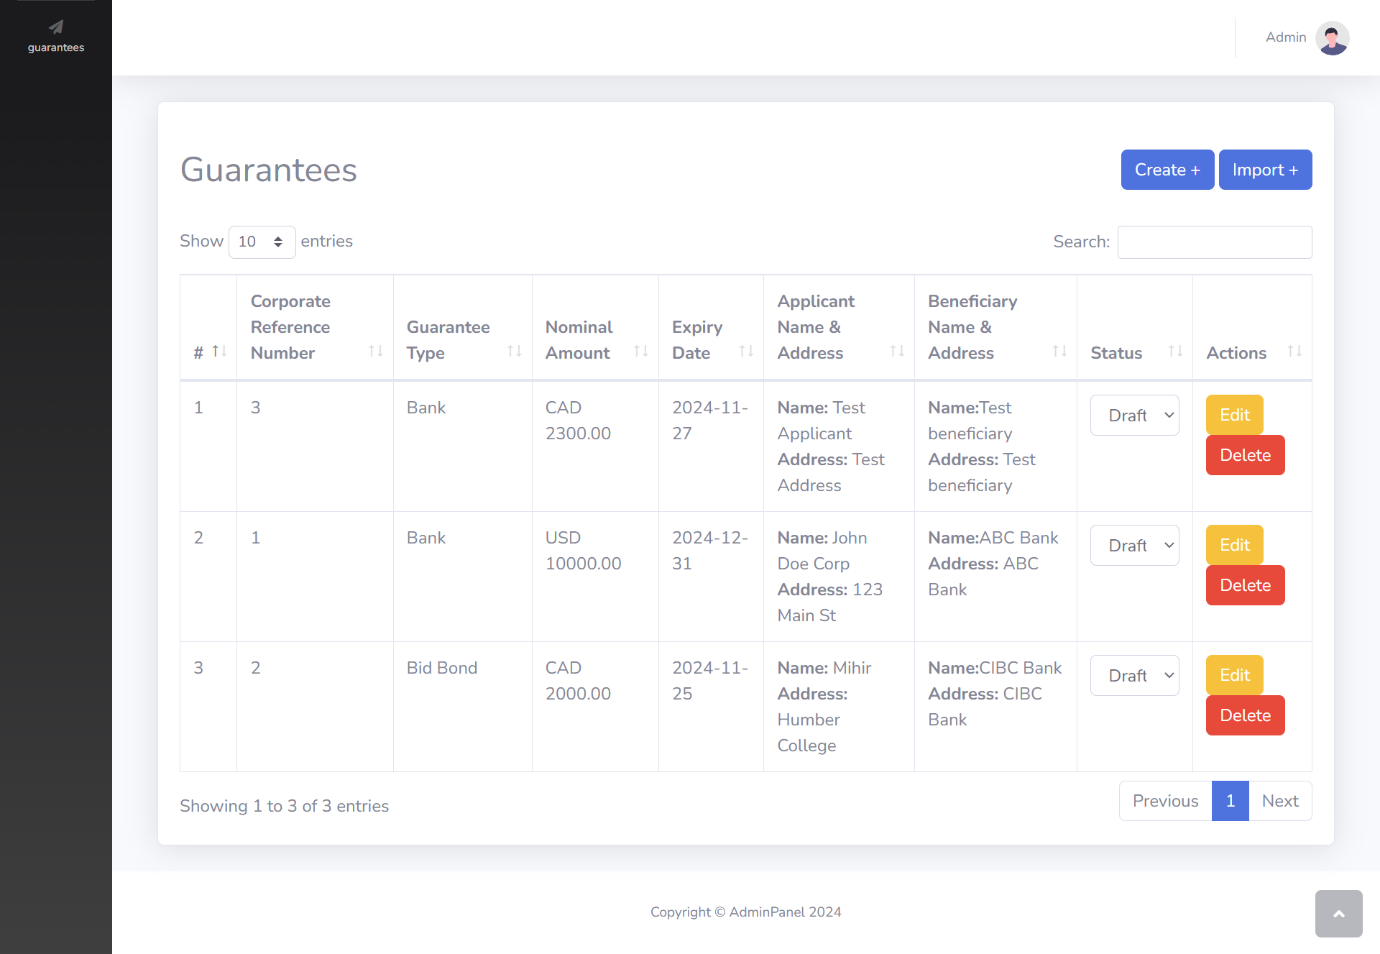 guarantees
Admin
Guarantees
Create +
Import +
Show 10 entries
Search:
#
Corporate
Reference
Number
Guarantee
Type
Nominal
Amount
Expiry
Date
Applicant
Name &
Address
Beneficiary
Name &
Address
Status
Actions
1
3
Bank
CAD
2300.00
2024-11-
27
Name: Test
Applicant
Address: Test
Address
Name:Test
beneficiary
Address: Test
beneficiary
Draft
Edit
Delete
2
1
Bank
USD
10000.00
2024-12-
31
Name: John
Doe Corp
Address: 123
Main St
Name:ABC Bank
Address: ABC
Bank
Draft
Edit
Delete
3
2
Bid Bond
CAD
2000.00
2024-11-
25
Name: Mihir
Address:
Humber
College
Name:CIBC Bank
Address: CIBC
Bank
Draft
Edit
Delete
Showing 1 to 3 of 3 entries
Previous 1 Next
Copyright © AdminPanel 2024